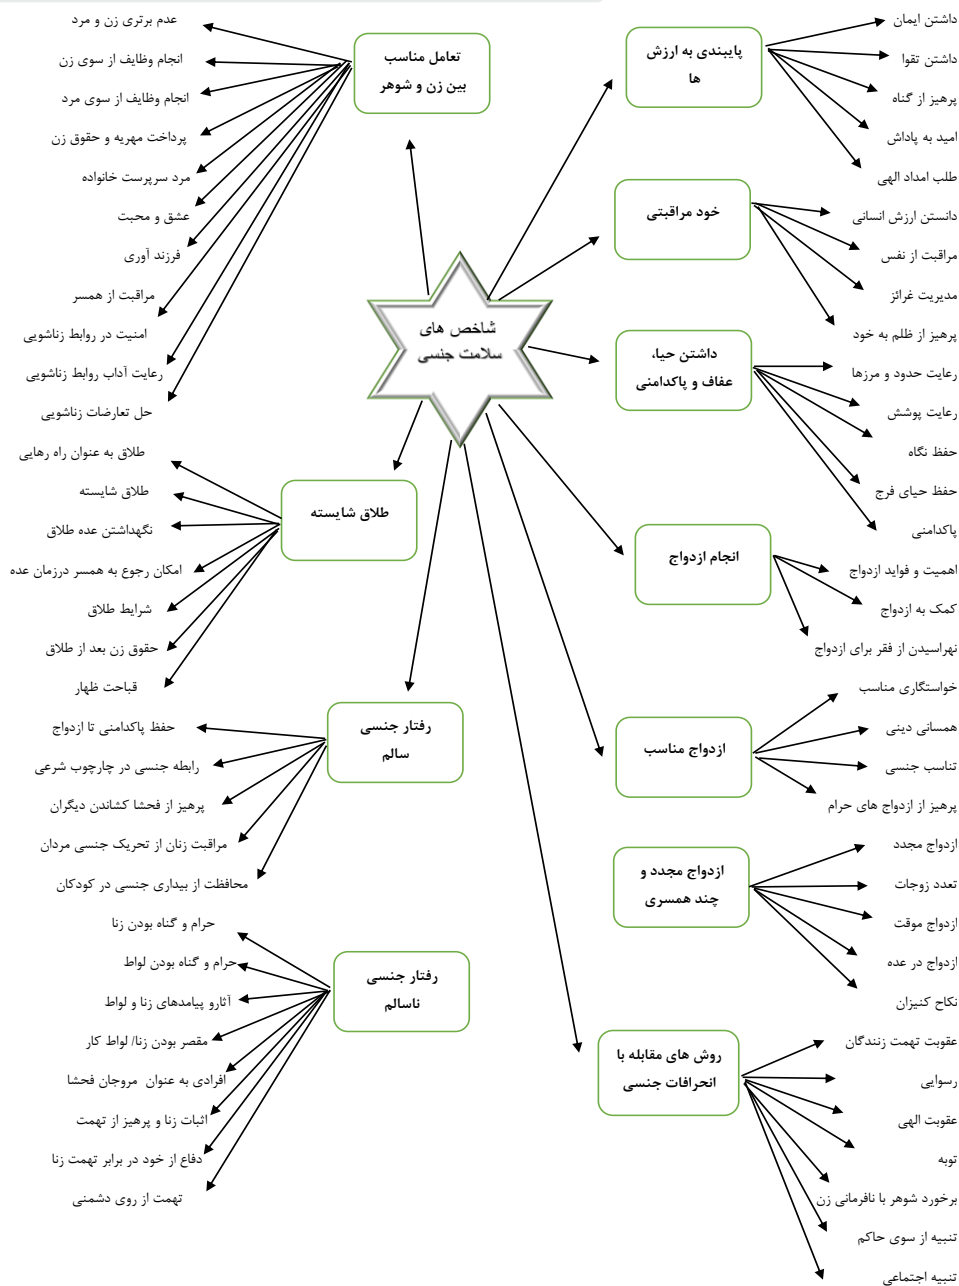 شاخص های
سلامت جنسی
پایبندی به ارزش
ها
داشتن ایمان
داشتن تقوا
پرهیز از گناه
امید به پاداش
طلب امداد الهی
خود مراقبتی
دانستن ارزش انسانی
مراقبت از نفس
مدیریت غرائز
پرهیز از ظلم به خود
داشتن حیا،
عفاف و پاکدامنی
رعایت حدود و مرزها
رعایت پوشش
حفظ نگاه
حفظ حیای فرج
پاکدامنی
انجام ازدواج
اهمیت و فواید ازدواج
کمک به ازدواج
نهراسیدن از فقر برای ازدواج
ازدواج مناسب
خواستگاری مناسب
همسانی دینی
تناسب جنسی
پرهیز از ازدواج های حرام
ازدواج مجدد و
چند همسری
ازدواج مجدد
تعدد زوجات
ازدواج موقت
ازدواج در عده
نکاح کنیزان
روش های مقابله با
انحرافات جنسی
عقوبت تهمت زنندگان
رسوایی
عقوبت الهی
توبه
برخورد شوهر با نافرمانی زن
تنبیه از سوی حاکم
تنبیه اجتماعی
تعامل مناسب
بین زن و شوهر
عدم برتری زن و مرد
انجام وظایف از سوی زن
انجام وظایف از سوی مرد
پرداخت مهریه و حقوق زن
مرد سرپرست خانواده
عشق و محبت
فرزند آوری
مراقبت از همسر
امنیت در روابط زناشویی
رعایت آداب روابط زناشویی
حل تعارضات زناشویی
طلاق شایسته
طلاق به عنوان راه رهایی
طلاق شایسته
نگهداشتن عده طلاق
امکان رجوع به همسر درزمان عده
شرایط طلاق
حقوق زن بعد از طلاق
قباحت ظهار
رفتار جنسی
سالم
حفظ پاکدامنی تا ازدواج
رابطه جنسی در چارچوب شرعی
پرهیز از فحشا کشاندن دیگران
مراقبت زنان از تحریک جنسی مردان
محافظت از بیداری جنسی در کودکان
رفتار جنسی
ناسالم
حرام و گناه بودن زنا
حرام و گناه بودن لواط
آثارو پیامدهای زنا و لواط
مقصر بودن زنا/ لواط کار
افرادی به عنوان مروجان فحشا
اثبات زنا و پرهیز از تهمت
دفاع از خود در برابر تهمت زنا
تهمت از روی دشمنی